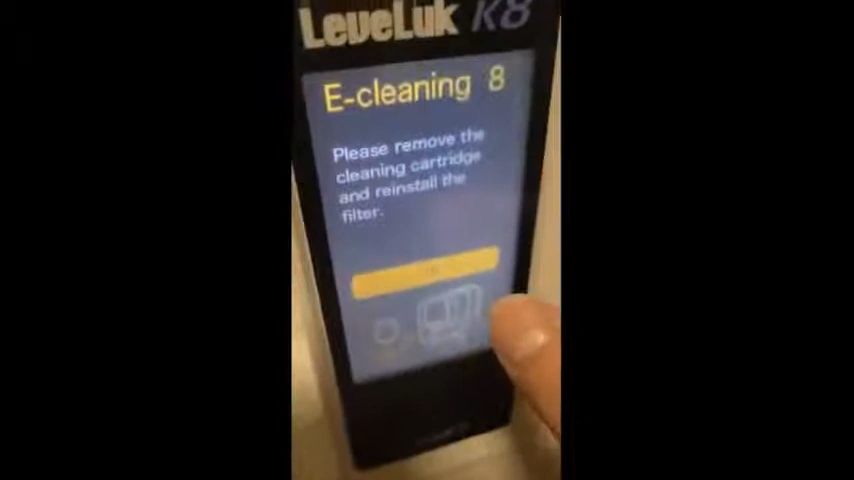 LeveLuk K8
E-cleaning 8
Please remove the
cleaning cartridge
and reinstall the
filter.